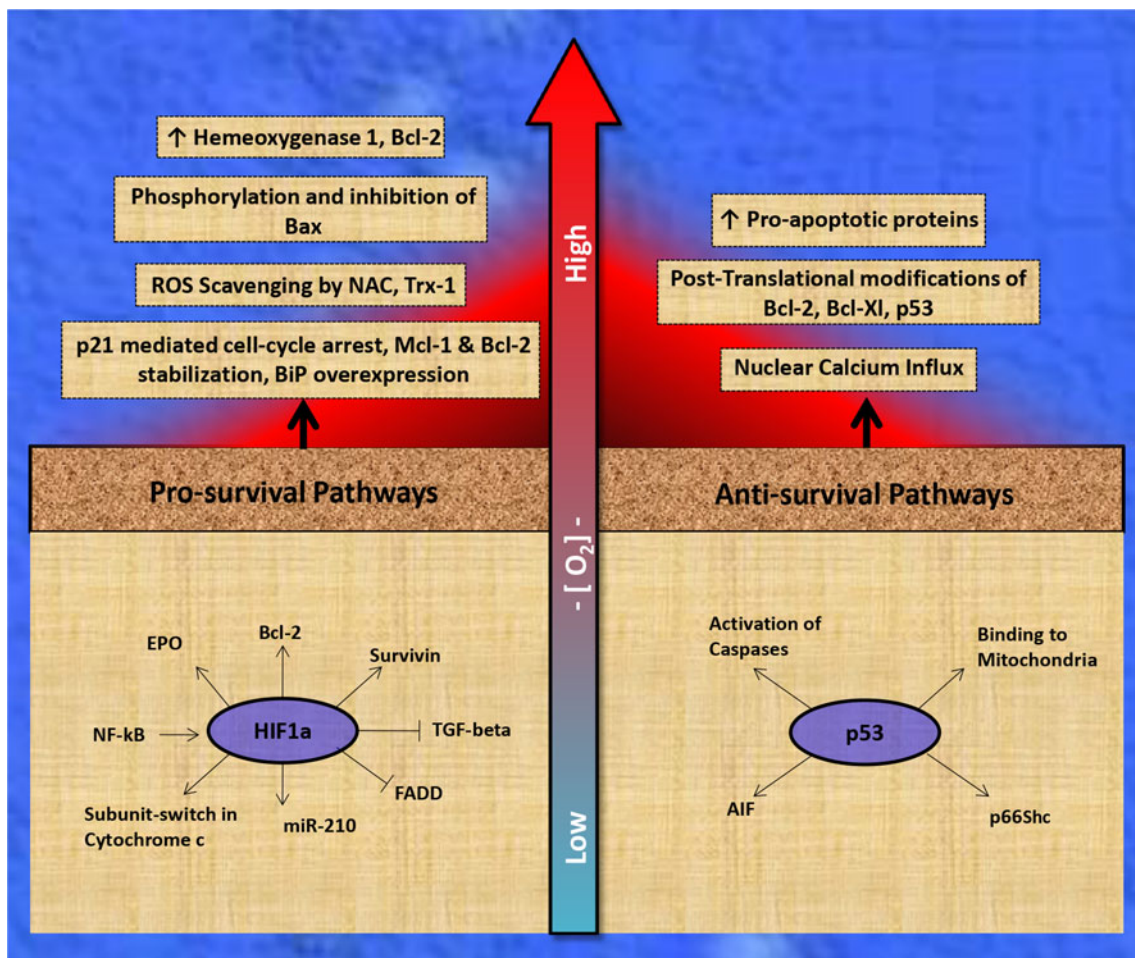 ↑ Hemeoxygenase 1, Bcl-2
Phosphorylation and inhibition of
Bax
ROS Scavenging by NAC, Trx-1
p21 mediated cell-cycle arrest, Mcl-1 & Bcl-2
stabilization, BiP overexpression
↑ Pro-apoptotic proteins
Post-Translational modifications of
Bcl-2, Bcl-Xl, p53
Nuclear Calcium Influx
High
- [ O₂] -
Low
Pro-survival Pathways
Anti-survival Pathways
EPO
Bcl-2
Survivin
NF-kB
HIF1a
TGF-beta
FADD
Subunit-switch in
Cytochrome c
miR-210
Activation of
Caspases
Binding to
Mitochondria
p53
AIF
p66Shc